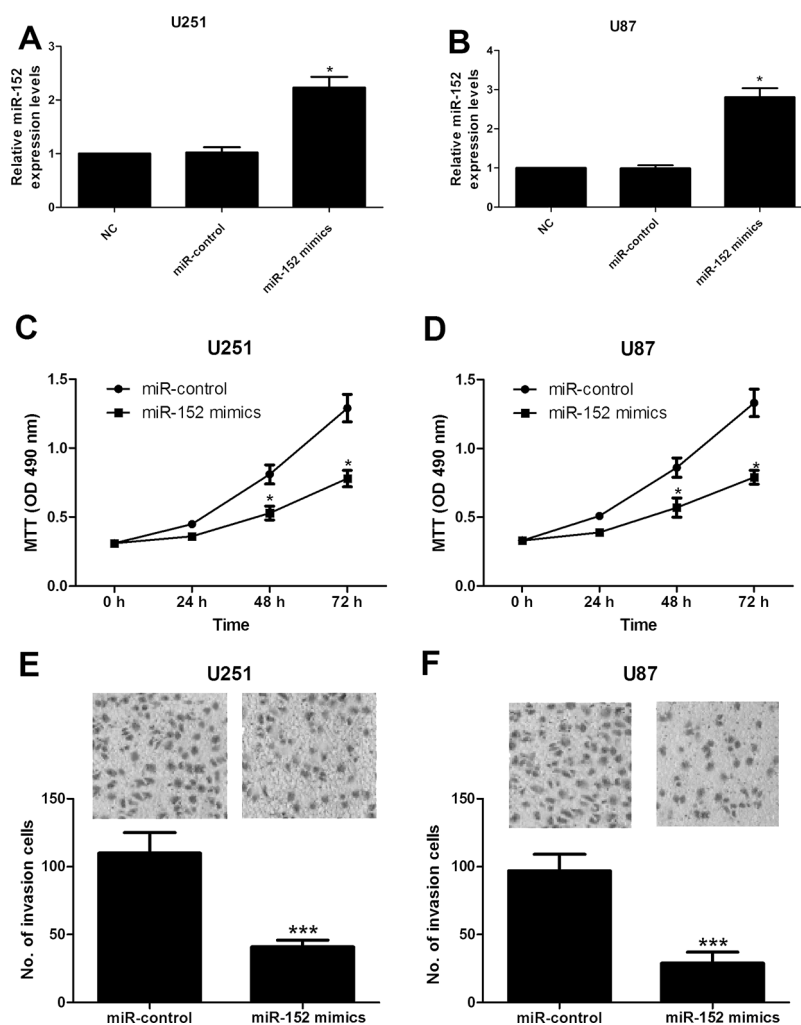 A
U251
Relative miR-152
expression levels
3
2
1
0
*
NC
miR-control
miR-152 mimics
B
U87
Relative miR-152
expression levels
4
3
2
1
0
*
NC
miR-control
miR-152 mimics
C
U251
MTT (OD 490 nm)
1.5
1.0
0.5
0.0
miR-control
miR-152 mimics
*
*
0 h 24 h 48 h 72 h
Time
D
U87
MTT (OD 490 nm)
1.5
1.0
0.5
0.0
miR-control
miR-152 mimics
*
*
0 h 24 h 48 h 72 h
Time
E
U251
No. of invasion cells
150
100
50
0
***
miR-control miR-152 mimics
F
U87
No. of invasion cells
150
100
50
0
***
miR-control miR-152 mimics